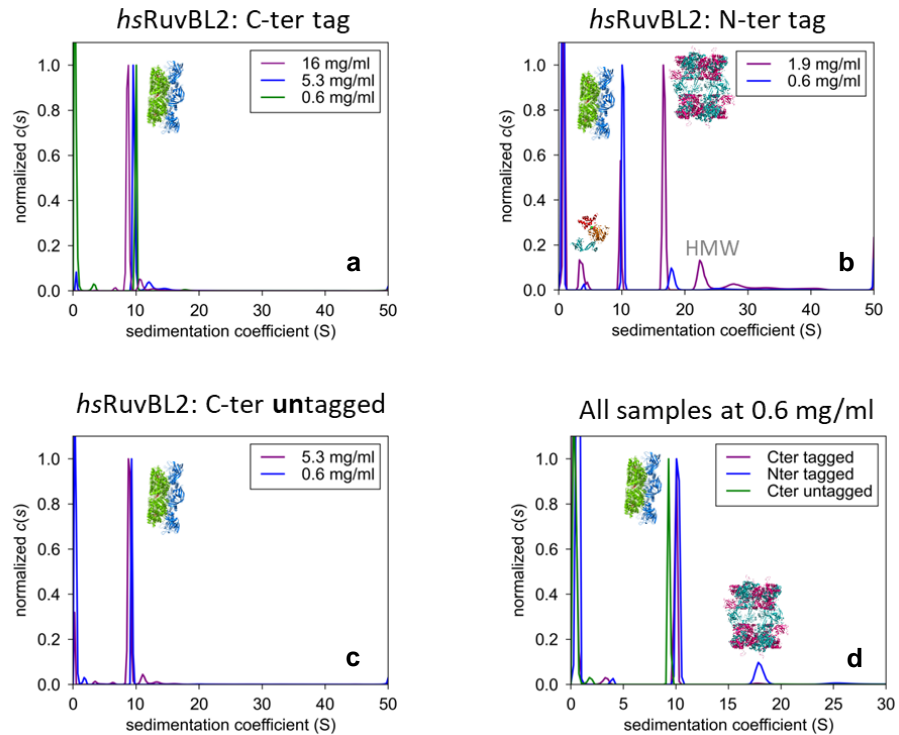 hsRuvBL2: C-ter tag
16 mg/ml
5.3 mg/ml
0.6 mg/ml
normalized c(s)
1.0
0.8
0.6
0.4
0.2
0.0
a
0 10 20 30 40 50
sedimentation coefficient (S)
hsRuvBL2: N-ter tag
1.9 mg/ml
0.6 mg/ml
normalized c(s)
1.0
0.8
0.6
0.4
0.2
0.0
HMW
b
0 10 20 30 40 50
sedimentation coefficient (S)
hsRuvBL2: C-ter untagged
5.3 mg/ml
0.6 mg/ml
normalized c(s)
1.0
0.8
0.6
0.4
0.2
0.0
c
0 10 20 30 40 50
sedimentation coefficient (S)
All samples at 0.6 mg/ml
Cter tagged
Nter tagged
Cter untagged
normalized c(s)
1.0
0.8
0.6
0.4
0.2
0.0
d
0 5 10 15 20 25 30
sedimentation coefficient (S)